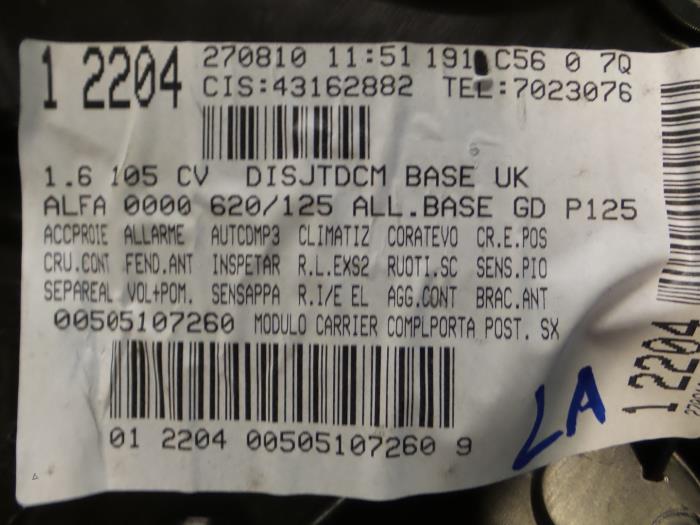 1 2204
270810 11:51 191 C56 0 7Q
CIS:43162882 TEL:7023076
1.6 105 CV DISJTDCM BASE UK
ALFA 0000 620/125 ALL.BASE GD P125
ACCPROIE ALLARME AUTCDMP3 CLIMATIZ CORATEVO CR.E.POS
CRU.CONT FEND.ANT INSPETAR R.L.EXS2 RUOTI.SC SENS.PIO
SEPAREAL VOL+POM. SENSAPPA R.I/E EL AGG.CONT BRAC.ANT
00505107260 MODULO CARRIER COMPLPORTA POST. SX
01 2204 00505107260 9
LA
1 2204